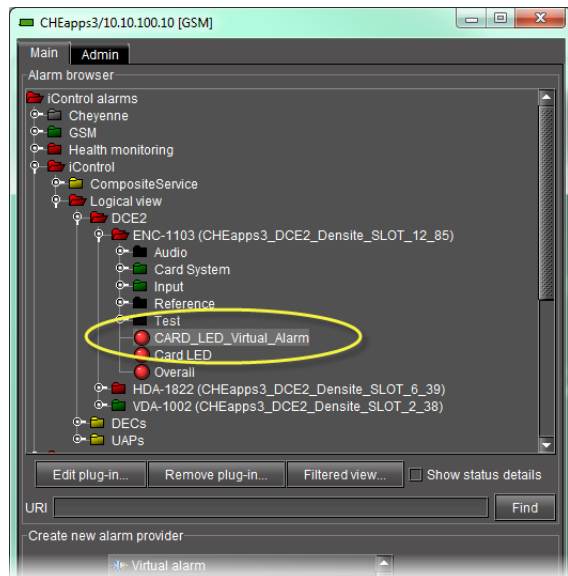 CHEapps3/10.10.100.10 [GSM]
Main Admin
Alarm browser
iControl alarms
Cheyenne
GSM
Health monitoring
iControl
CompositeService
Logical view
DCE2
ENC-1103 (CHEapps3_DCE2_Densite_SLOT_12_85)
Audio
Card System
Input
Reference
Test
CARD_LED_Virtual_Alarm
Card LED
Overall
HDA-1822 (CHEapps3_DCE2_Densite_SLOT_6_39)
VDA-1002 (CHEapps3_DCE2_Densite_SLOT_2_38)
DECs
UAPs
Edit plug-in... Remove plug-in... Filtered view... Show status details
URI Find
Create new alarm provider
Virtual alarm